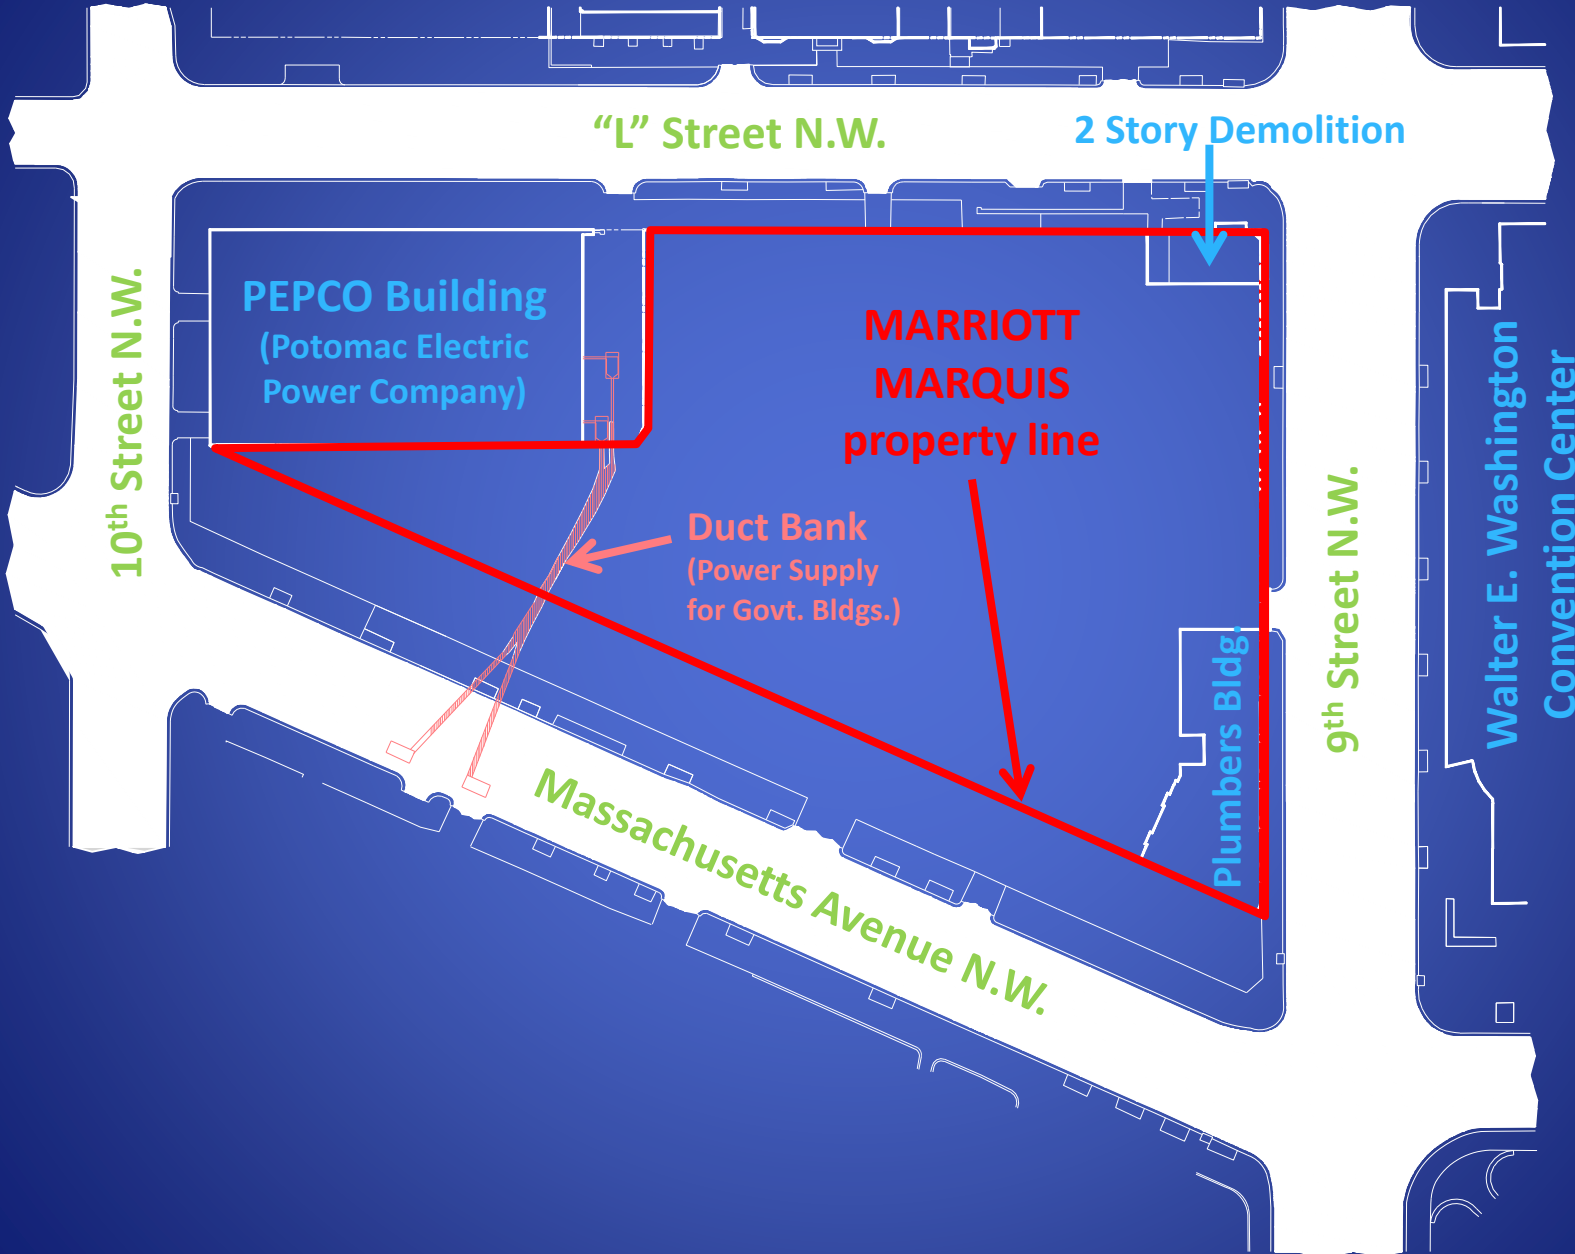 “L” Street N.W.
2 Story Demolition
PEPCO Building
(Potomac Electric
Power Company)
MARRIOTT
MARQUIS
property line
10th Street N.W.
Duct Bank
(Power Supply
for Govt. Bldgs.)
Plumbers Bldg.
9th Street N.W.
Walter E. Washington
Convention Center
Massachusetts Avenue N.W.